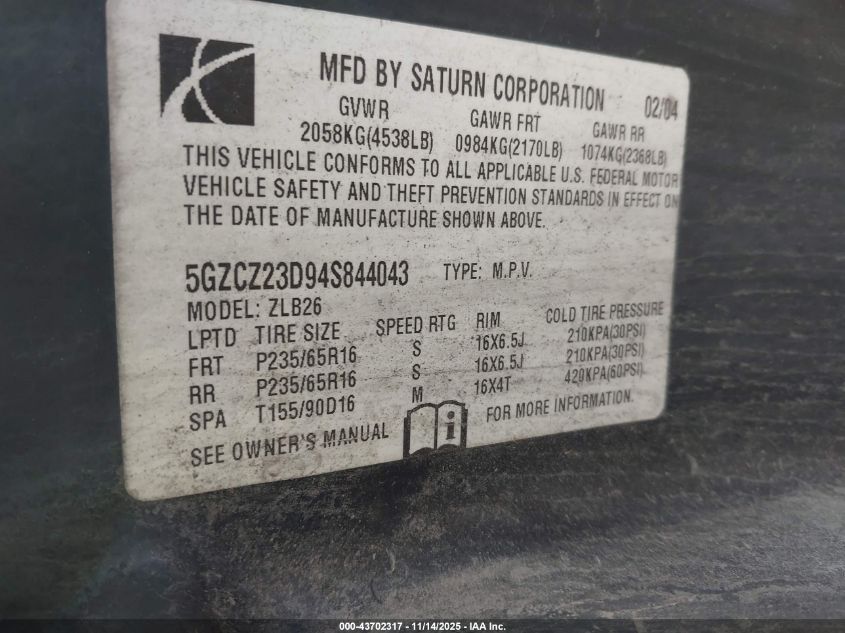 MFD BY SATURN CORPORATION 02/04
GVWR GAWR FRT GAWR RR
2058KG(4538LB) 0984KG(2170LB) 1074KG(2368LB)
THIS VEHICLE CONFORMS TO ALL APPLICABLE U.S. FEDERAL MOTOR
VEHICLE SAFETY AND THEFT PREVENTION STANDARDS IN EFFECT ON
THE DATE OF MANUFACTURE SHOWN ABOVE.
5GZCZ23D94S844043 TYPE: M.P.V.
MODEL: ZLB26
LPTD TIRE SIZE SPEED RTG RIM COLD TIRE PRESSURE
FRT P235/65R16 S 16X6.5J 210KPA(30PSI)
RR P235/65R16 S 16X6.5J 210KPA(30PSI)
SPA T155/90D16 M 16X4T 420KPA(60PSI)
SEE OWNER'S MANUAL i FOR MORE INFORMATION.
000-43702317 - 11/14/2025 - IAA Inc.